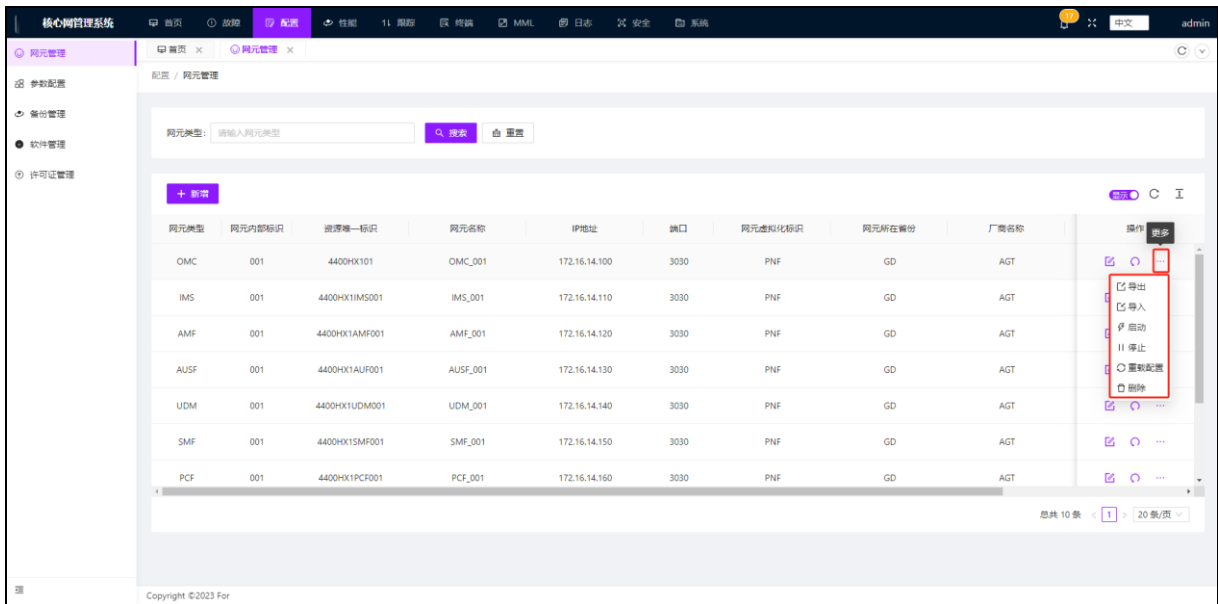 核心网管理系统 首页 故障 配置 性能 跟踪 终端 MML 日志 安全 系统 17 中文 admin
网元管理
参数配置
备份管理
软件管理
许可证管理
首页 × 网元管理 ×
配置 / 网元管理
网元类型: 请输入网元类型 搜索 重置
+ 新增 显示
网元类型 网元内部标识 资源唯一标识 网元名称 IP地址 端口 网元虚拟化标识 网元所在省份 厂商名称 操作 更多
OMC 001 4400HX101 OMC_001 172.16.14.100 3030 PNF GD AGT
IMS 001 4400HX1IMS001 IMS_001 172.16.14.110 3030 PNF GD AGT
AMF 001 4400HX1AMF001 AMF_001 172.16.14.120 3030 PNF GD AGT
AUSF 001 4400HX1AUF001 AUSF_001 172.16.14.130 3030 PNF GD AGT
UDM 001 4400HX1UDM001 UDM_001 172.16.14.140 3030 PNF GD AGT
SMF 001 4400HX1SMF001 SMF_001 172.16.14.150 3030 PNF GD AGT
PCF 001 4400HX1PCF001 PCF_001 172.16.14.160 3030 PNF GD AGT
导出
导入
启动
停止
重载配置
删除
总共 10 条 < 1 > 20 条/页
Copyright ©2023 For